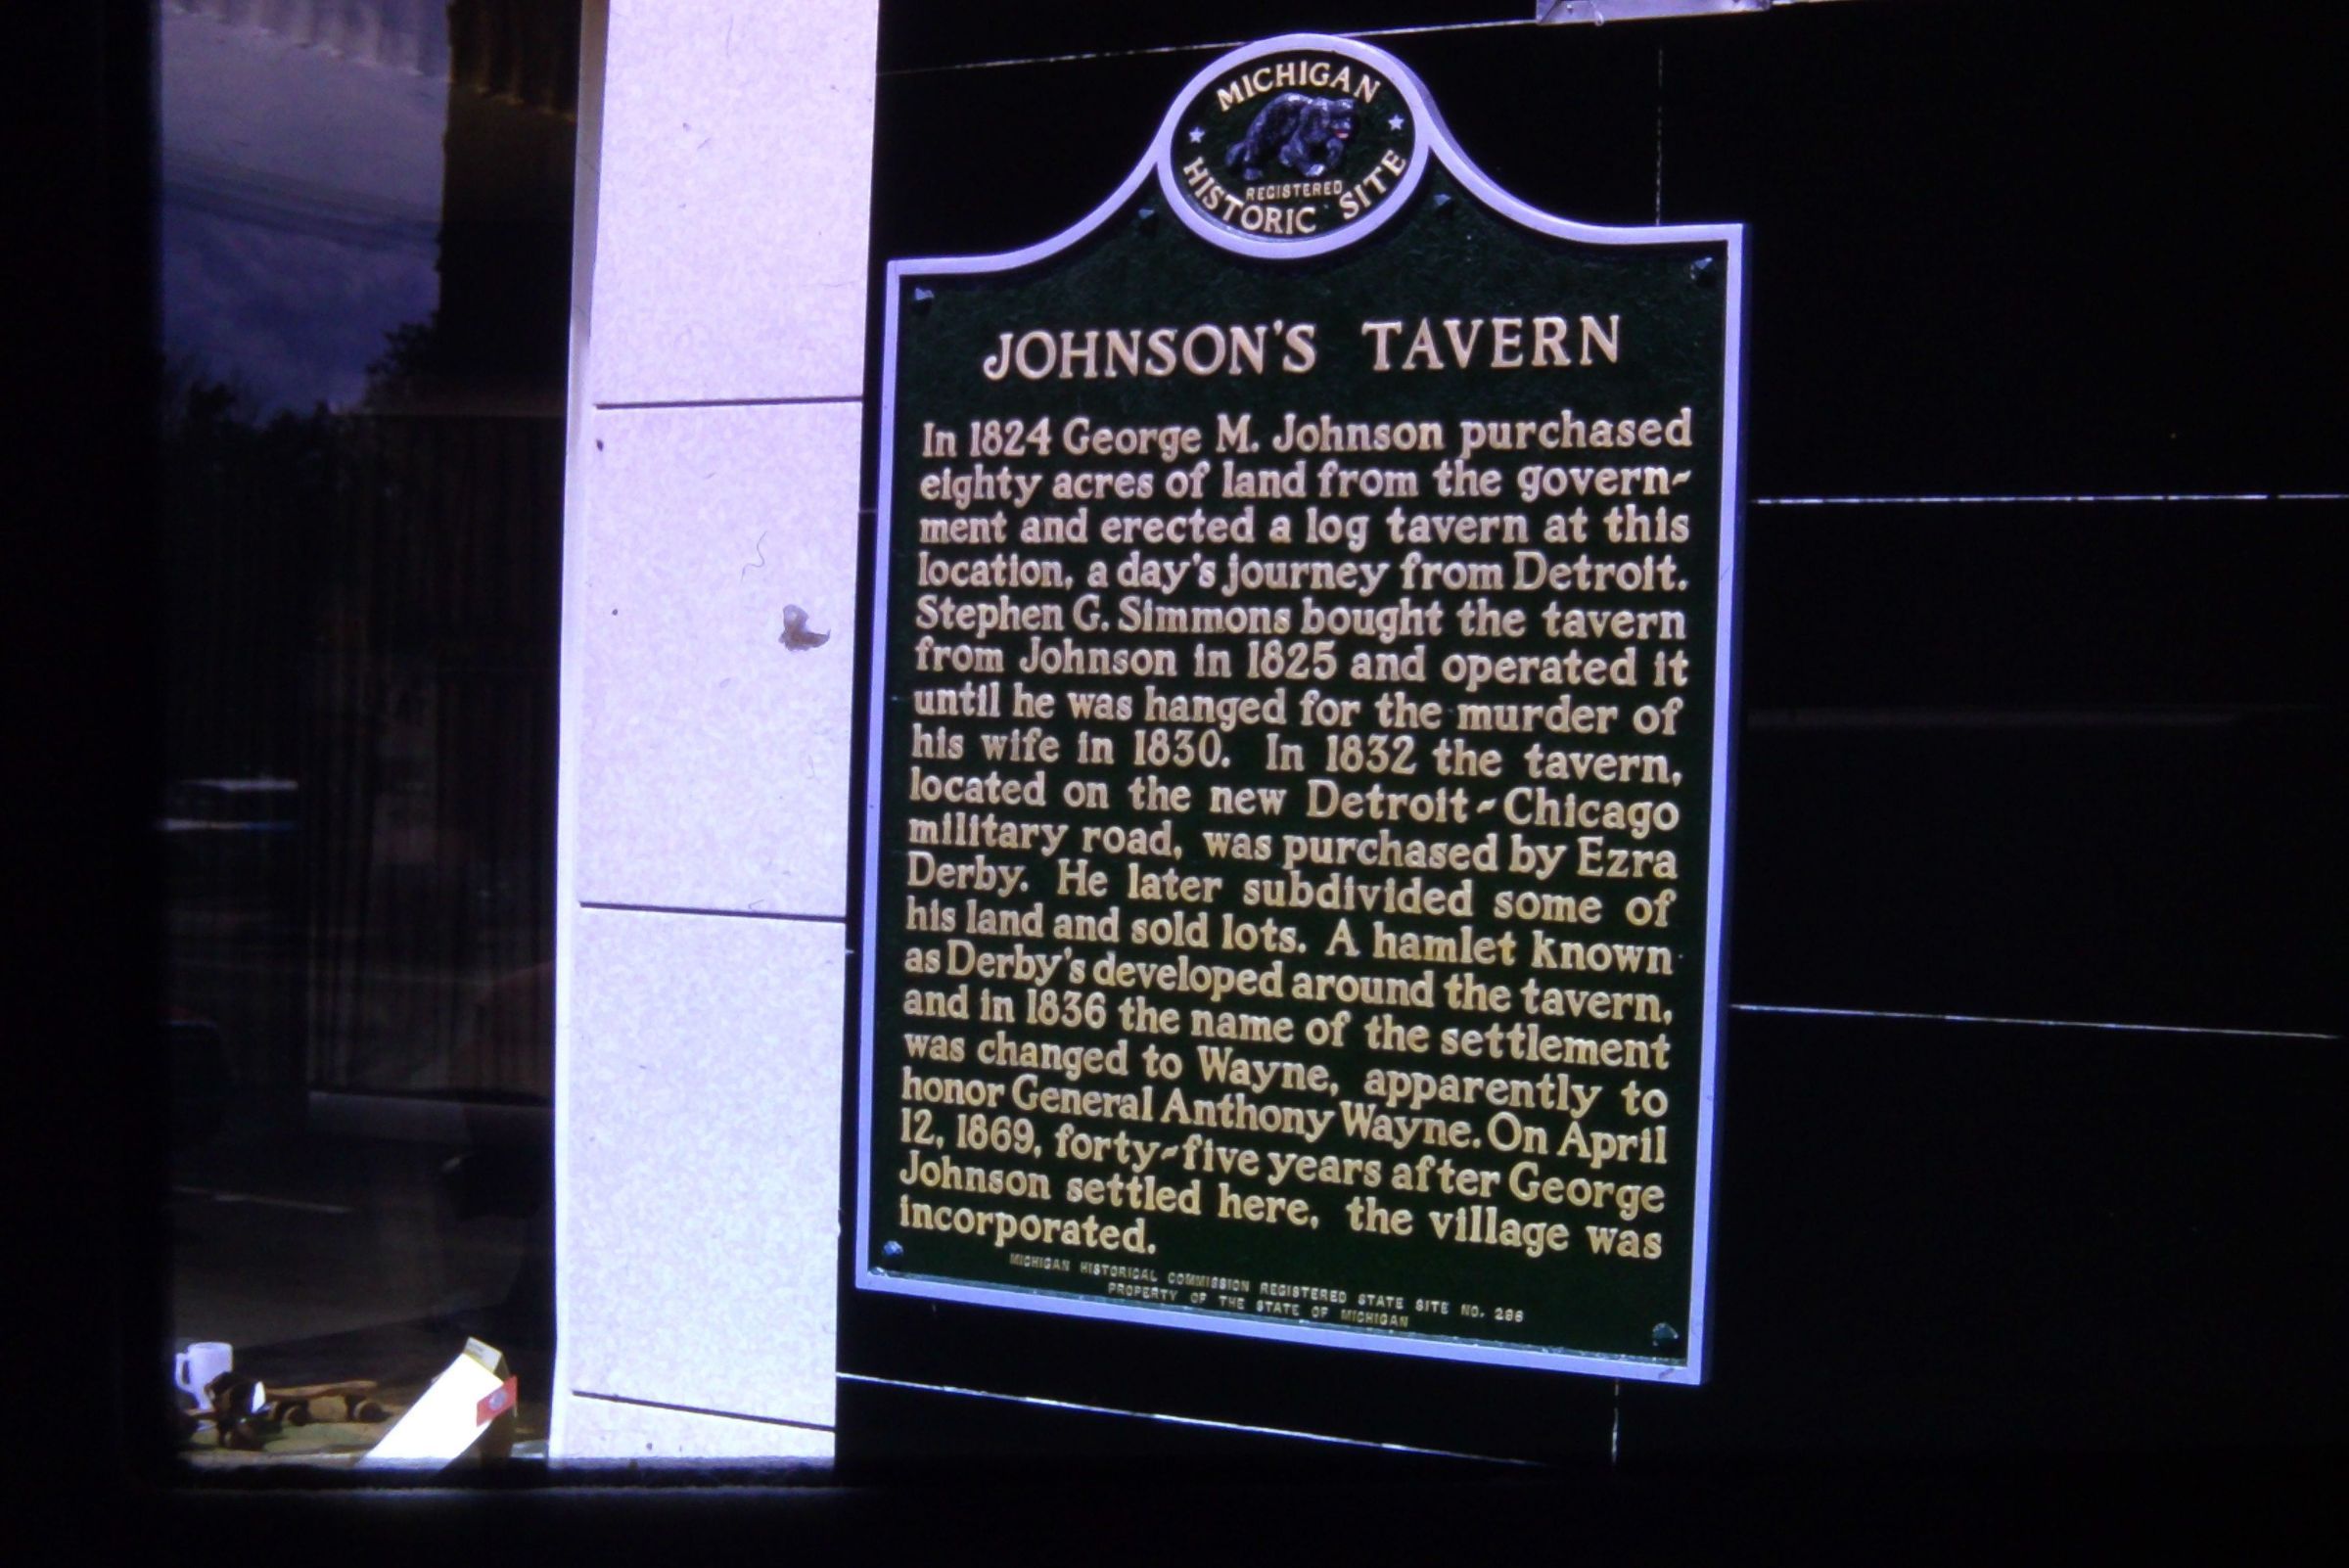 MICHIGAN
REGISTERED
HISTORIC SITE
JOHNSON'S TAVERN
In 1824 George M. Johnson purchased
eighty acres of land from the govern-
ment and erected a log tavern at this
location, a day's journey from Detroit.
Stephen G. Simmons bought the tavern
from Johnson in 1825 and operated it
until he was hanged for the murder of
his wife in 1830. In 1832 the tavern,
located on the new Detroit-Chicago
military road, was purchased by Ezra
Derby. He later subdivided some of
his land and sold lots. A hamlet known
as Derby's developed around the tavern,
and in 1836 the name of the settlement
was changed to Wayne, apparently to
honor General Anthony Wayne. On April
12, 1869, forty-five years after George
Johnson settled here, the village was
incorporated.
MICHIGAN HISTORICAL COMMISSION REGISTERED STATE SITE NO. 286
PROPERTY OF THE STATE OF MICHIGAN